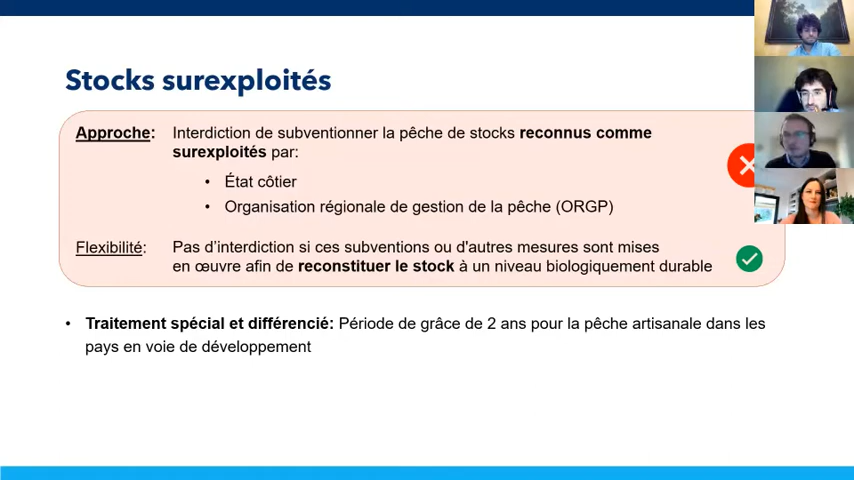 Stocks surexploités
Approche: Interdiction de subventionner la pêche de stocks reconnus comme
surexploités par:
• État côtier
• Organisation régionale de gestion de la pêche (ORGP)
Flexibilité: Pas d'interdiction si ces subventions ou d'autres mesures sont mises
en œuvre afin de reconstituer le stock à un niveau biologiquement durable
• Traitement spécial et différencié: Période de grâce de 2 ans pour la pêche artisanale dans les
pays en voie de développement